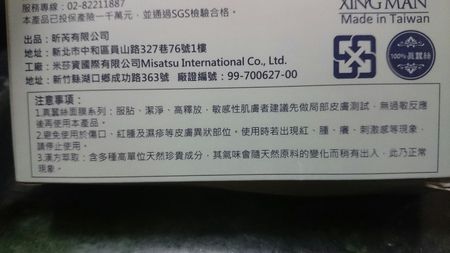 服務專線：02-82211887
本產品已投保產險一千萬元，並通過SGS檢驗合格。
出品：昕芮有限公司
地址：新北市中和區員山路327巷76號1樓
工廠：米莎資國際有限公司Misatsu International Co., Ltd.
地址：新竹縣湖口鄉成功路363號 廠證編號：99-700627-00
XING MAN
Made in Taiwan
100%真蠶絲
注意事項：
1.真蠶絲面膜系列：服貼、潔淨、高釋放，敏感性肌膚者建議先做局部皮膚測試，無過敏反應
後再使用本產品。
2.避免使用於傷口、紅腫及濕疹等皮膚異狀部位，使用時若出現紅、腫、癢、刺激感等現象，
請停止使用。
3.漢方萃取：含多種高單位天然珍貴成分，其氣味會隨天然原料的變化而稍有出入，此乃正常
現象。